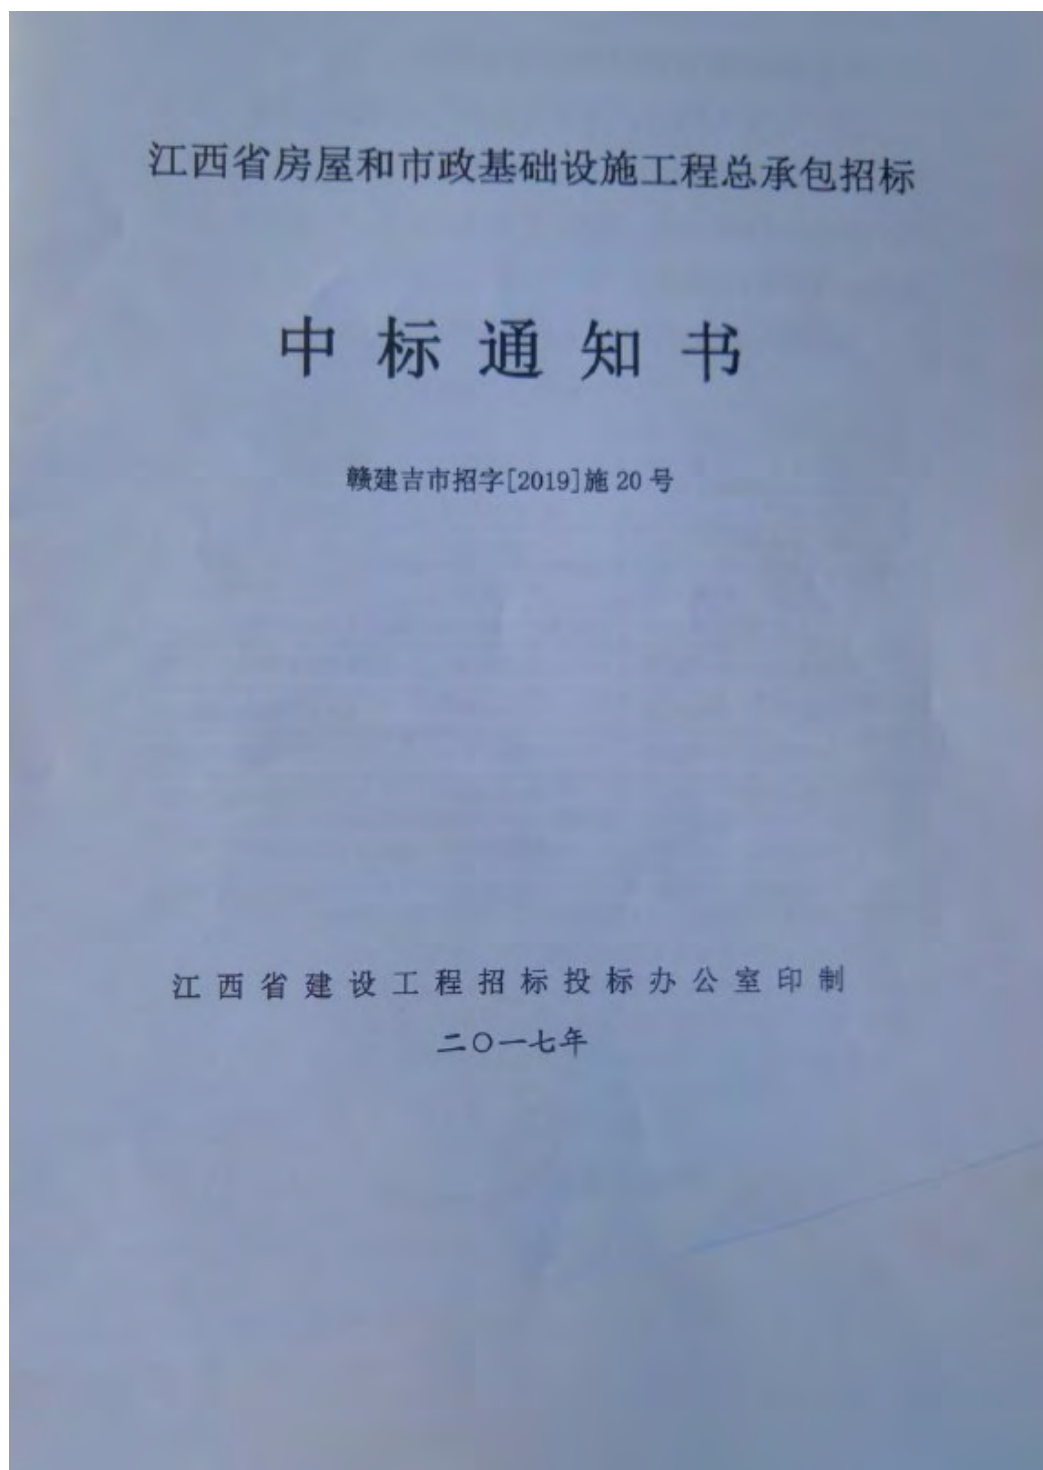 江西省房屋和市政基础设施工程总承包招标
中标通知书
赣建吉市招字[2019]施 20 号
江西省建设工程招标投标办公室印制
二〇一七年